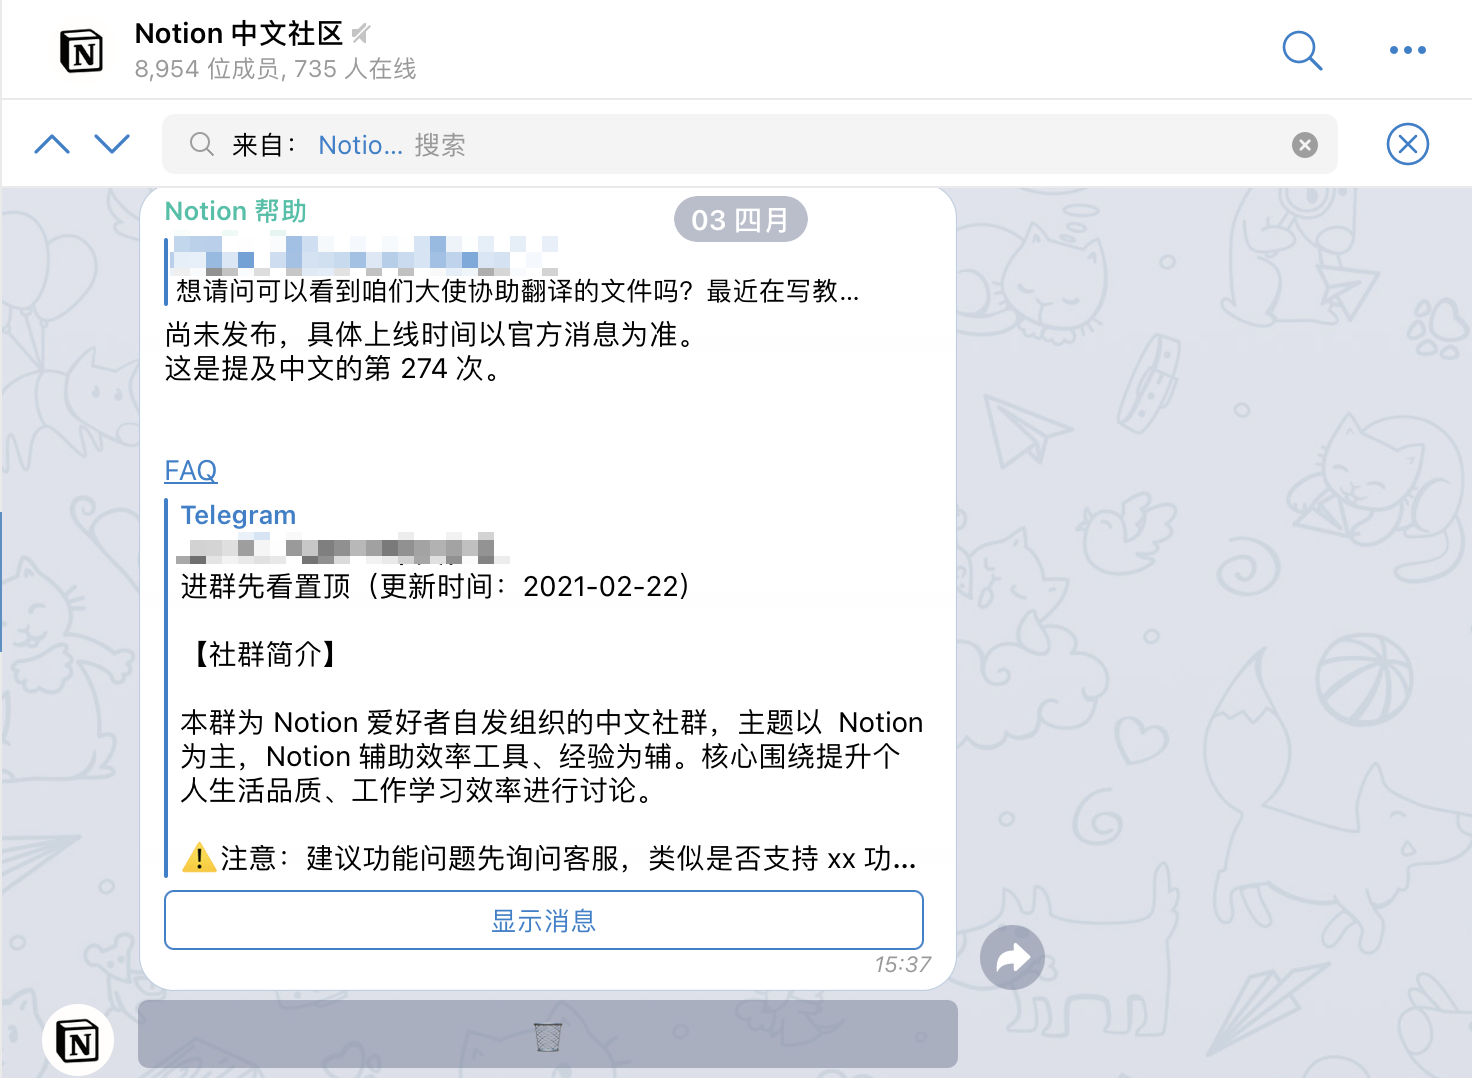 Notion 中文社区
8,954 位成员, 735 人在线
来自： Notio... 搜索
Notion 帮助
03 四月
想请问可以看到咱们大使协助翻译的文件吗？最近在写教...
尚未发布，具体上线时间以官方消息为准。
这是提及中文的第 274 次。
FAQ
Telegram
进群先看置顶（更新时间：2021-02-22）
【社群简介】
本群为 Notion 爱好者自发组织的中文社群，主题以 Notion
为主，Notion 辅助效率工具、经验为辅。核心围绕提升个
人生活品质、工作学习效率进行讨论。
⚠️注意：建议功能问题先询问客服，类似是否支持 xx 功...
显示消息
15:37